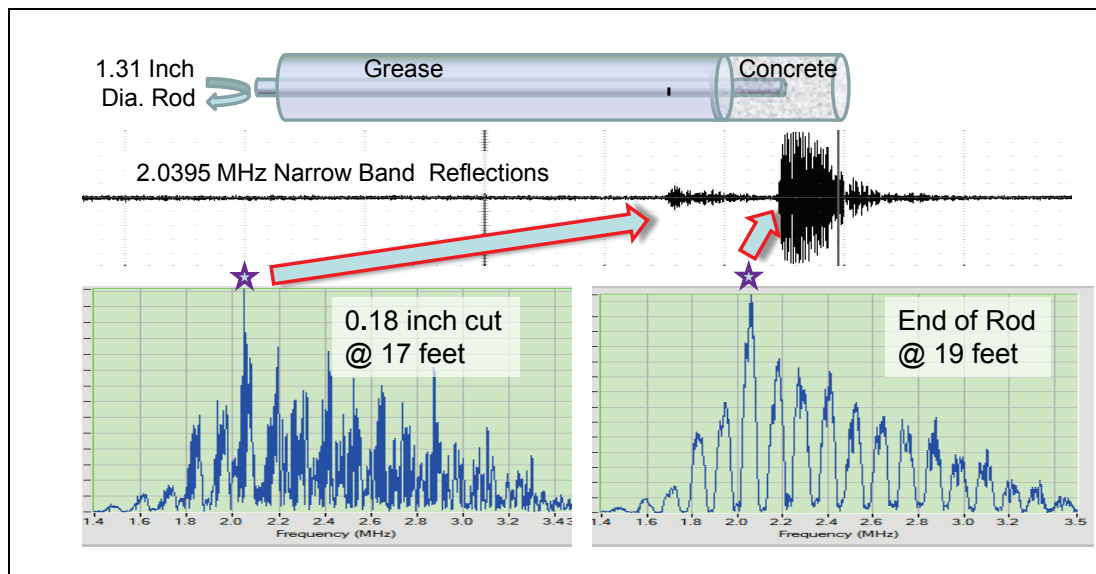 1.31 Inch
Dia. Rod
Grease
Concrete
2.0395 MHz Narrow Band Reflections
0.18 inch cut
@ 17 feet
End of Rod
@ 19 feet
1.4 1.6 1.8 2.0 2.2 2.4 2.6 2.8 3.0 3.2 3.43
Frequency (MHz)
1.4 1.6 1.8 2.0 2.2 2.4 2.6 2.8 3.0 3.2 3.5
Frequency (MHz)